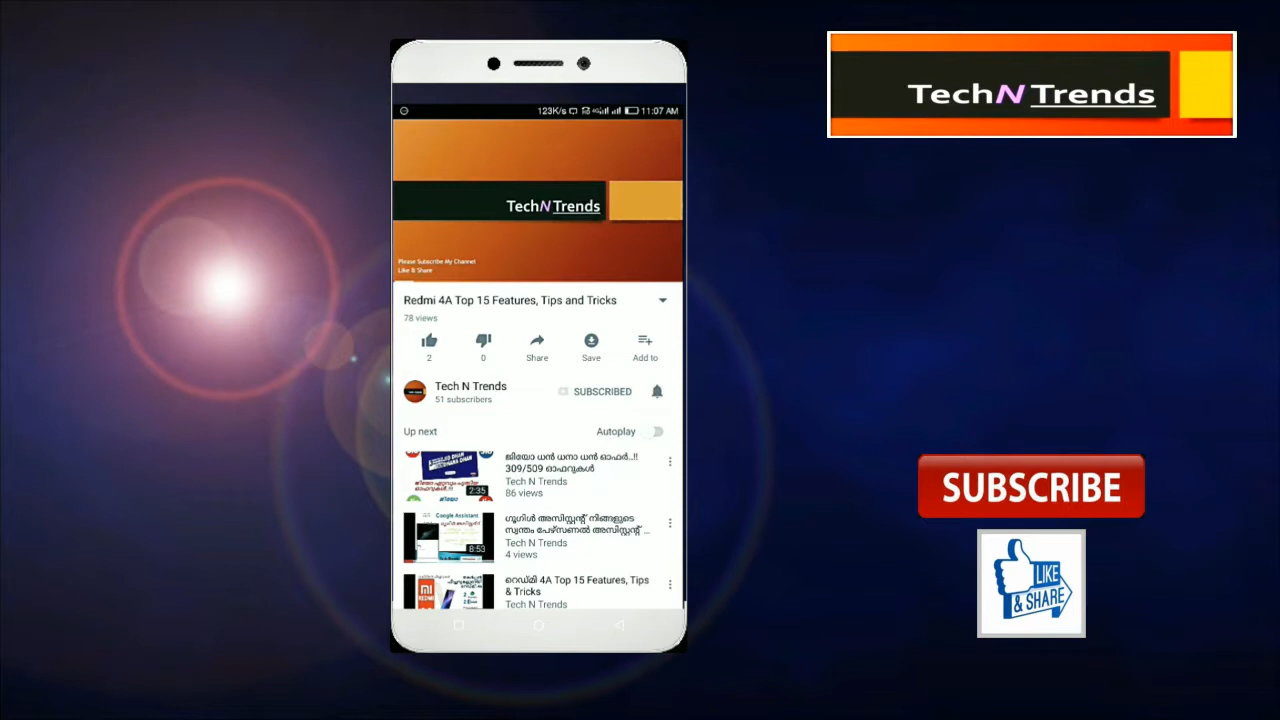 TechN Trends
123K/s 11:07 AM
TechN Trends
Please Subscribe My Channel
Like & Share
Redmi 4A Top 15 Features, Tips and Tricks
78 views
2
0
Share
Save
Add to
Tech N Trends
SUBSCRIBED
51 subscribers
Up next
Autoplay
ജിയോ ധൻ ധനാ ധൻ ഓഫർ..!!
309/509 ഓഫറുകൾ
Tech N Trends
86 views
2:35
ഗൂഗിൾ അസിസ്റ്റന്റ് നിങ്ങളുടെ
സ്വന്തം പേഴ്സണൽ അസിസ്റ്റന്റ് ...
Tech N Trends
4 views
Google Assistant
8:53
റെഡ്മി 4A Top 15 Features, Tips
& Tricks
Tech N Trends
MI
REDMI
SUBSCRIBE
LIKE
& SHARE